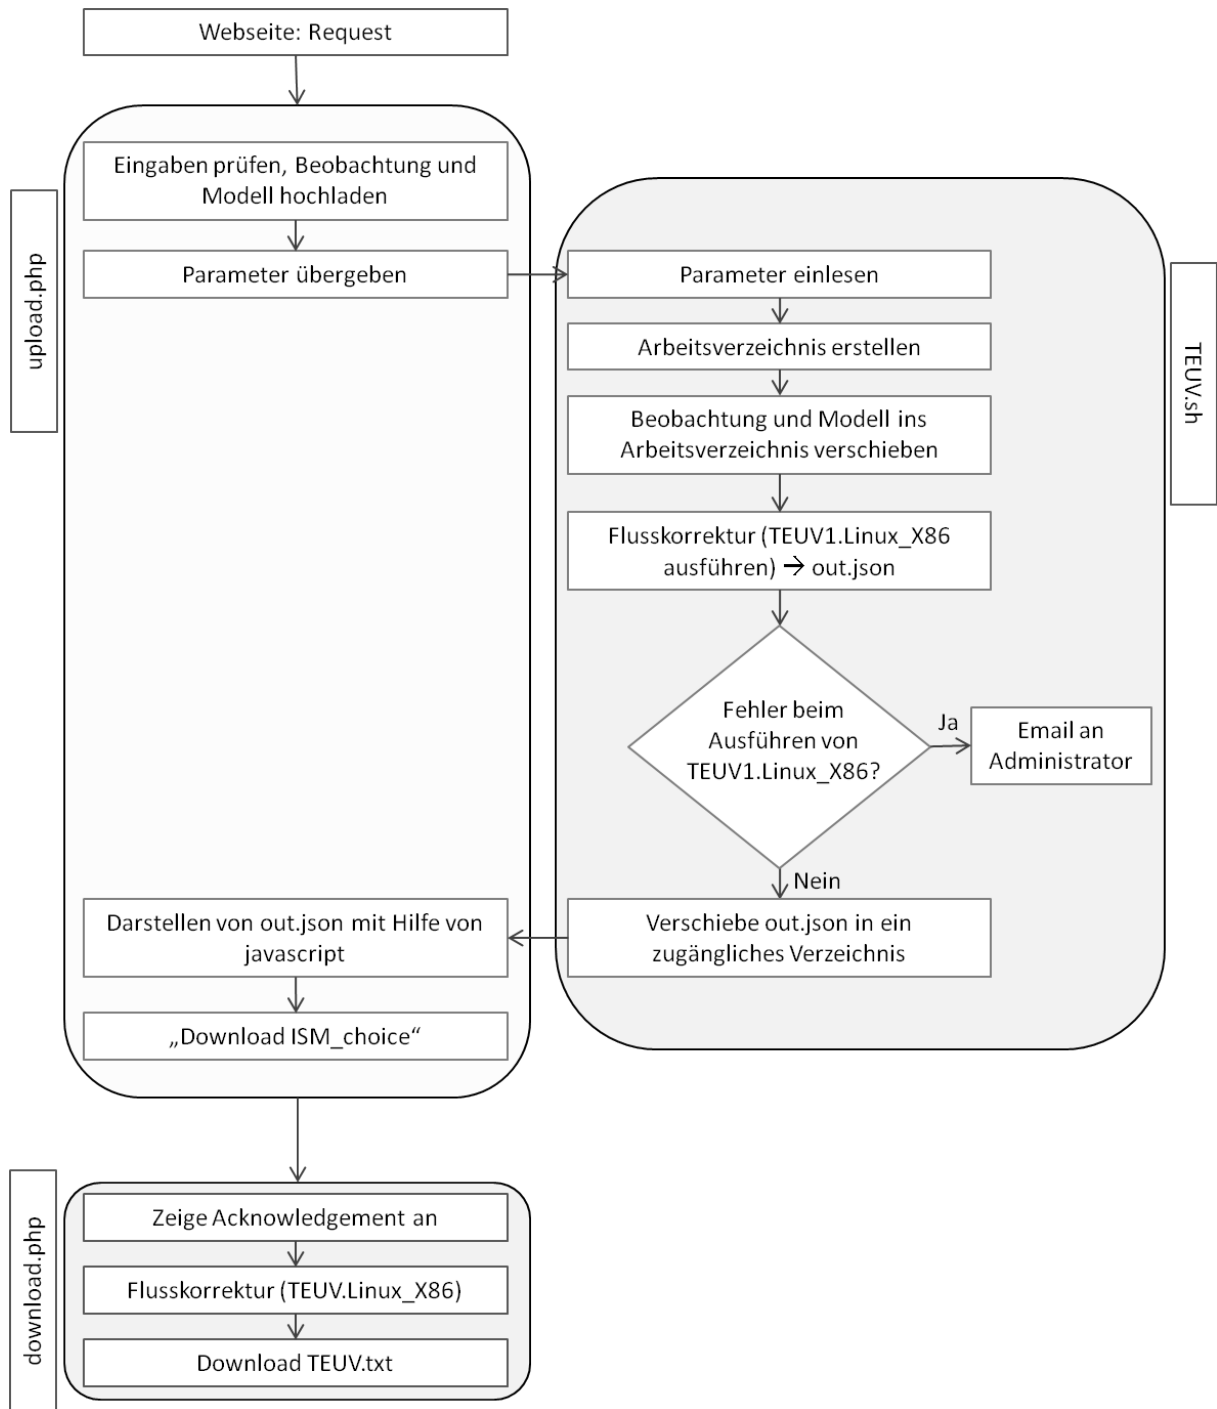 Webseite: Request
upload.php
Eingaben prüfen, Beobachtung und
Modell hochladen
Parameter übergeben
TEUV.sh
Parameter einlesen
Arbeitsverzeichnis erstellen
Beobachtung und Modell ins
Arbeitsverzeichnis verschieben
Flusskorrektur (TEUV1.Linux_X86
ausführen) → out.json
Fehler beim
Ausführen von
TEUV1.Linux_X86?
Ja
Email an
Administrator
Nein
Verschiebe out.json in ein
zugängliches Verzeichnis
Darstellen von out.json mit Hilfe von
javascript
„Download ISM_choice“
download.php
Zeige Acknowledgement an
Flusskorrektur (TEUV.Linux_X86)
Download TEUV.txt